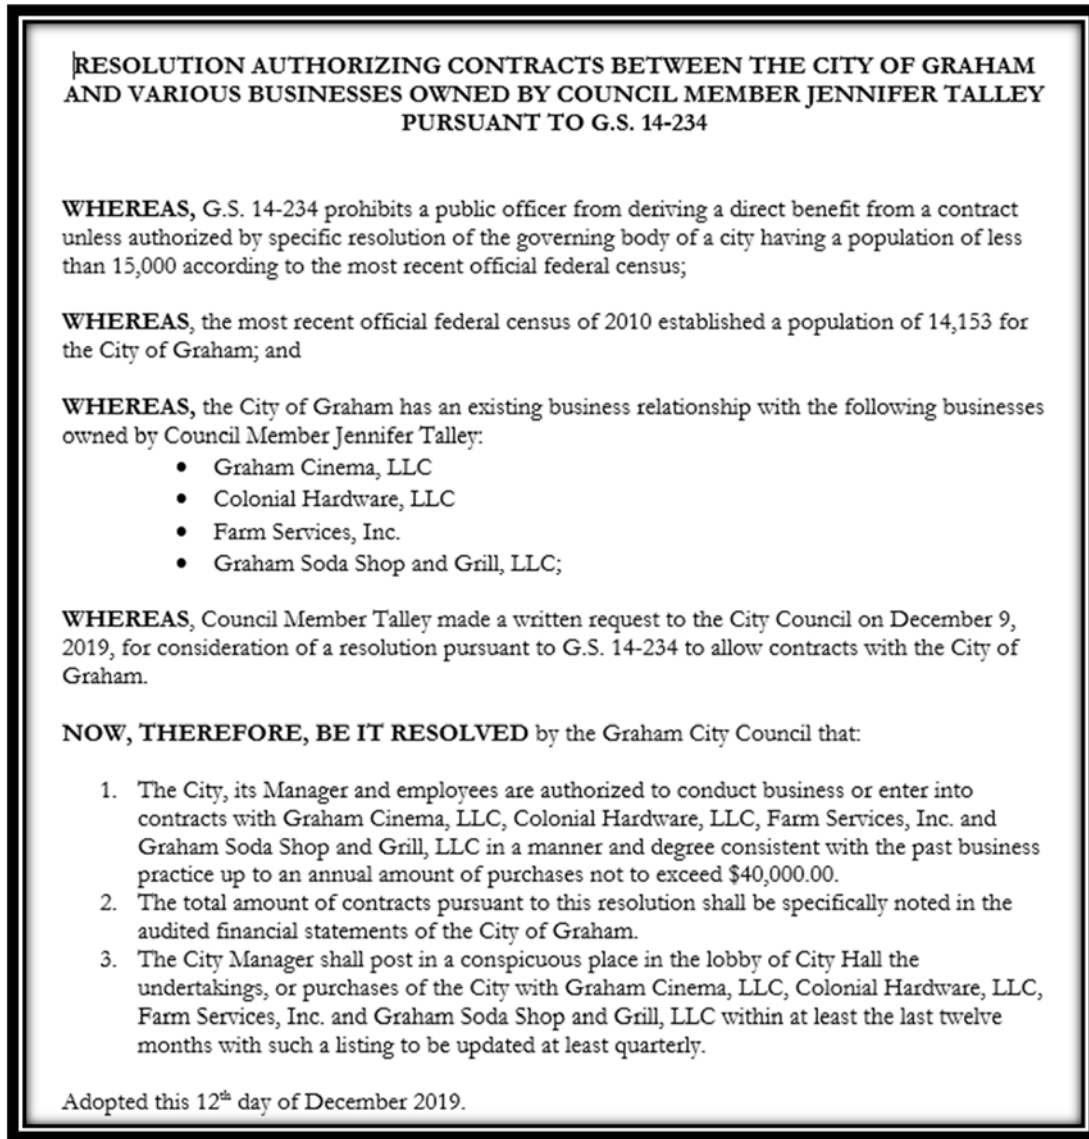 RESOLUTION AUTHORIZING CONTRACTS BETWEEN THE CITY OF GRAHAM
AND VARIOUS BUSINESSES OWNED BY COUNCIL MEMBER JENNIFER TALLEY
PURSUANT TO G.S. 14-234
WHEREAS, G.S. 14-234 prohibits a public officer from deriving a direct benefit from a contract
unless authorized by specific resolution of the governing body of a city having a population of less
than 15,000 according to the most recent official federal census;
WHEREAS, the most recent official federal census of 2010 established a population of 14,153 for
the City of Graham; and
WHEREAS, the City of Graham has an existing business relationship with the following businesses
owned by Council Member Jennifer Talley:
• Graham Cinema, LLC
• Colonial Hardware, LLC
• Farm Services, Inc.
• Graham Soda Shop and Grill, LLC;
WHEREAS, Council Member Talley made a written request to the City Council on December 9,
2019, for consideration of a resolution pursuant to G.S. 14-234 to allow contracts with the City of
Graham.
NOW, THEREFORE, BE IT RESOLVED by the Graham City Council that:
1. The City, its Manager and employees are authorized to conduct business or enter into
contracts with Graham Cinema, LLC, Colonial Hardware, LLC, Farm Services, Inc. and
Graham Soda Shop and Grill, LLC in a manner and degree consistent with the past business
practice up to an annual amount of purchases not to exceed $40,000.00.
2. The total amount of contracts pursuant to this resolution shall be specifically noted in the
audited financial statements of the City of Graham.
3. The City Manager shall post in a conspicuous place in the lobby of City Hall the
undertakings, or purchases of the City with Graham Cinema, LLC, Colonial Hardware, LLC,
Farm Services, Inc. and Graham Soda Shop and Grill, LLC within at least the last twelve
months with such a listing to be updated at least quarterly.
Adopted this 12th day of December 2019.